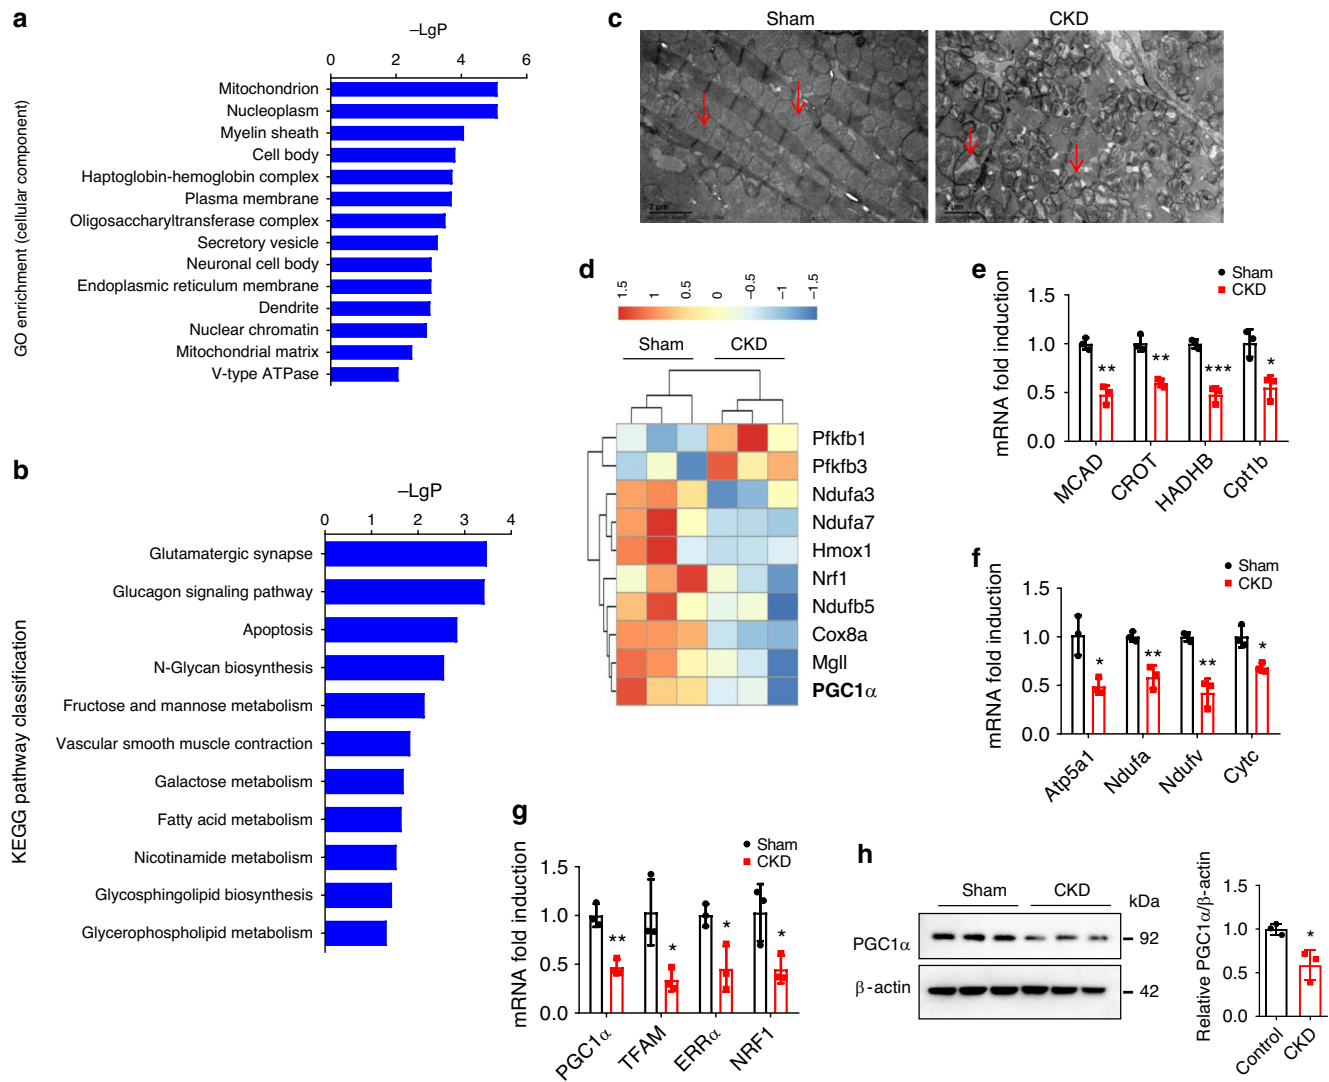 a
–LgP
0 2 4 6
GO enrichment (cellular component)
Mitochondrion
Nucleoplasm
Myelin sheath
Cell body
Haptoglobin-hemoglobin complex
Plasma membrane
Oligosaccharyltransferase complex
Secretory vesicle
Neuronal cell body
Endoplasmic reticulum membrane
Dendrite
Nuclear chromatin
Mitochondrial matrix
V-type ATPase
b
–LgP
0 1 2 3 4
KEGG pathway classification
Glutamatergic synapse
Glucagon signaling pathway
Apoptosis
N-Glycan biosynthesis
Fructose and mannose metabolism
Vascular smooth muscle contraction
Galactose metabolism
Fatty acid metabolism
Nicotinamide metabolism
Glycosphingolipid biosynthesis
Glycerophospholipid metabolism
c
Sham CKD
2 μm 2 μm
d
1.5 1 0.5 0 –0.5 –1 –1.5
Sham CKD
Pfkfb1
Pfkfb3
Ndufa3
Ndufa7
Hmox1
Nrf1
Ndufb5
Cox8a
Mgll
PGC1α
e
Sham
CKD
mRNA fold induction
1.5
1.0
0.5
0.0
** ** *** *
MCAD CROT HADHB Cpt1b
f
Sham
CKD
mRNA fold induction
1.5
1.0
0.5
0.0
* ** ** *
Atp5a1 Ndufa Ndufv Cytc
g
Sham
CKD
mRNA fold induction
1.5
1.0
0.5
0.0
** * * *
PGC1α TFAM ERRα NRF1
h
Sham CKD
kDa
PGC1α 92
β-actin 42
Relative PGC1α/β-actin
1.5
1.0
0.5
0.0
*
Control CKD